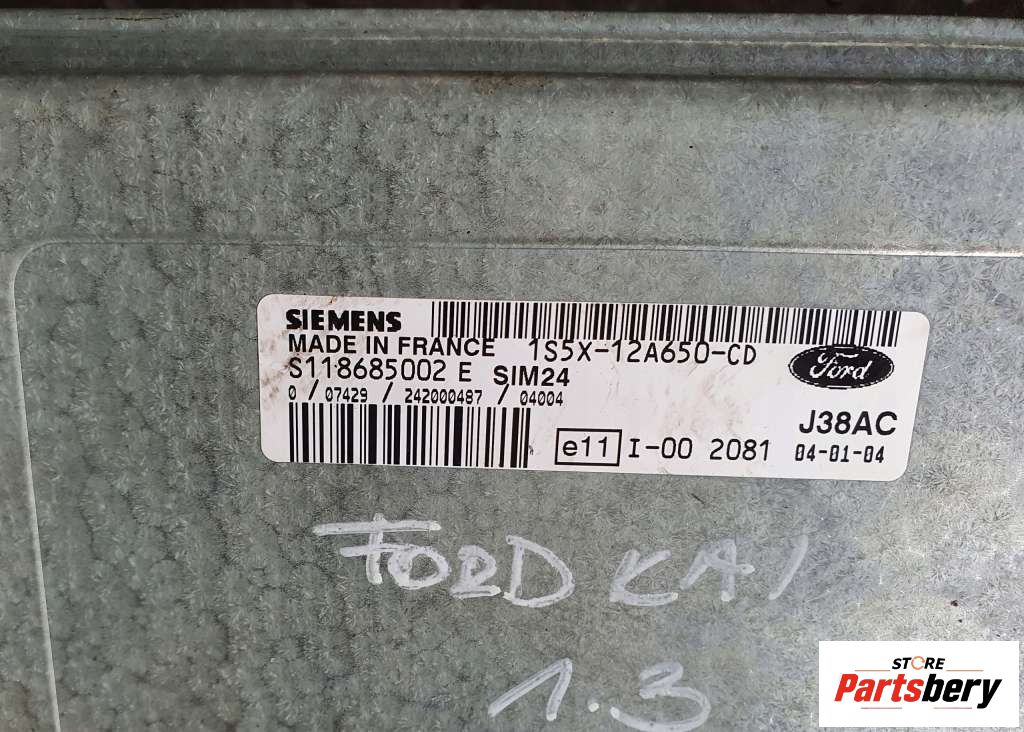 SIEMENS
MADE IN FRANCE 1S5X-12A650-CD
S118685002 E SIM24
Ford
0 / 07429 / 242000487 / 04004
J38AC
e11 I-00 2081 04-01-04
FORD KA /
1.3
STORE
Partsbery